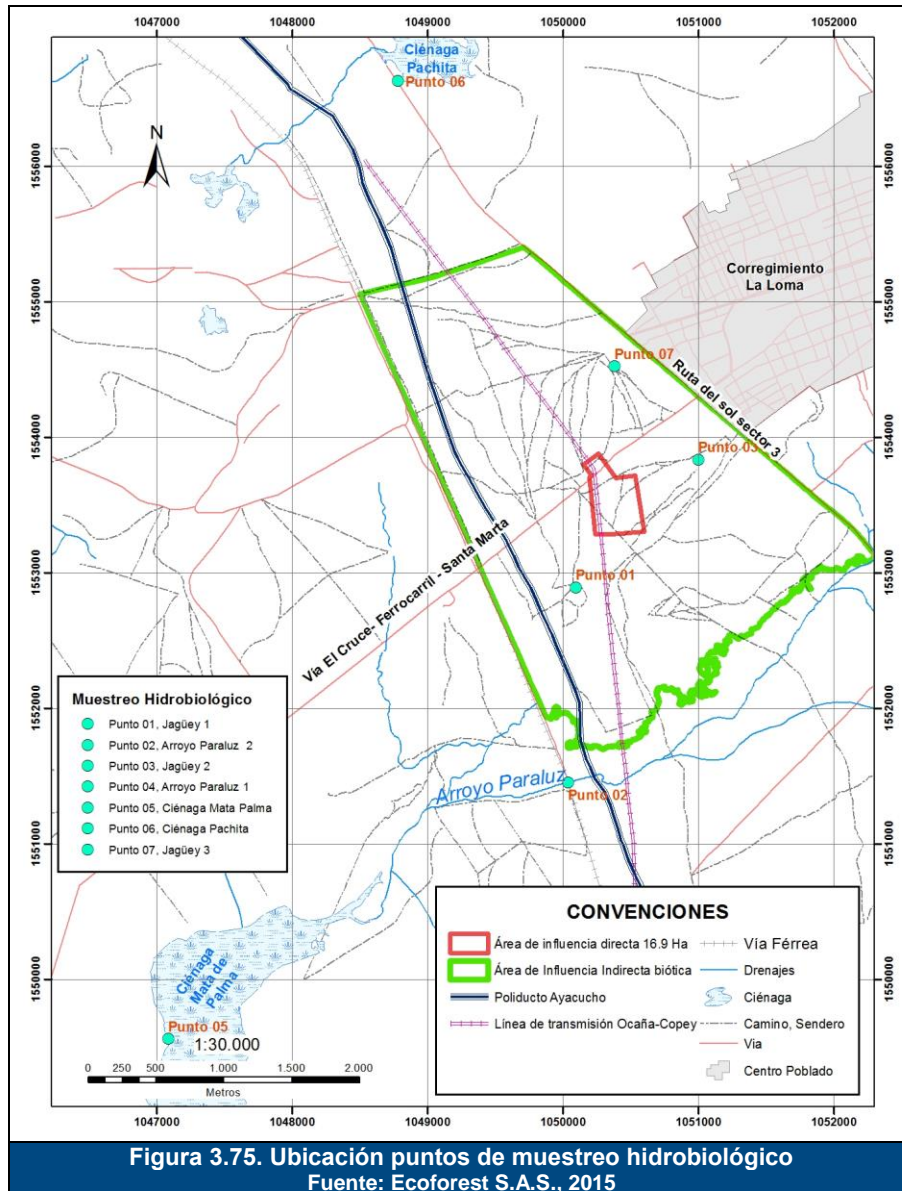 1047000 1048000 1049000 1050000 1051000 1052000
Ciénaga
Pachita
Punto 06
N
1556000
1556000
Corregimiento
La Loma
1555000
1555000
Punto 07
Ruta del sol sector 3
1554000
1554000
Punto 03
Vía El Cruce- Ferrocarril - Santa Marta
1553000
1553000
Punto 01
Muestreo Hidrobiológico
Punto 01, Jagüey 1
Punto 02, Arroyo Paraluz 2
Punto 03, Jagüey 2
Punto 04, Arroyo Paraluz 1
Punto 05, Ciénaga Mata Palma
Punto 06, Ciénaga Pachita
Punto 07, Jagüey 3
1552000
1552000
Arroyo Paraluz
Punto 02
1551000
1551000
CONVENCIONES
Área de influencia directa 16.9 Ha
Área de Influencia Indirecta biótica
Poliducto Ayacucho
Línea de transmisión Ocaña-Copey
Vía Férrea
Drenajes
Ciénaga
Camino, Sendero
Via
Centro Poblado
1550000
1550000
Ciénaga
Mata de
Palma
Punto 05
1:30.000
0 250 500 1.000 1.500 2.000
Metros
1047000 1048000 1049000 1050000 1051000 1052000
Figura 3.75. Ubicación puntos de muestreo hidrobiológico
Fuente: Ecoforest S.A.S., 2015